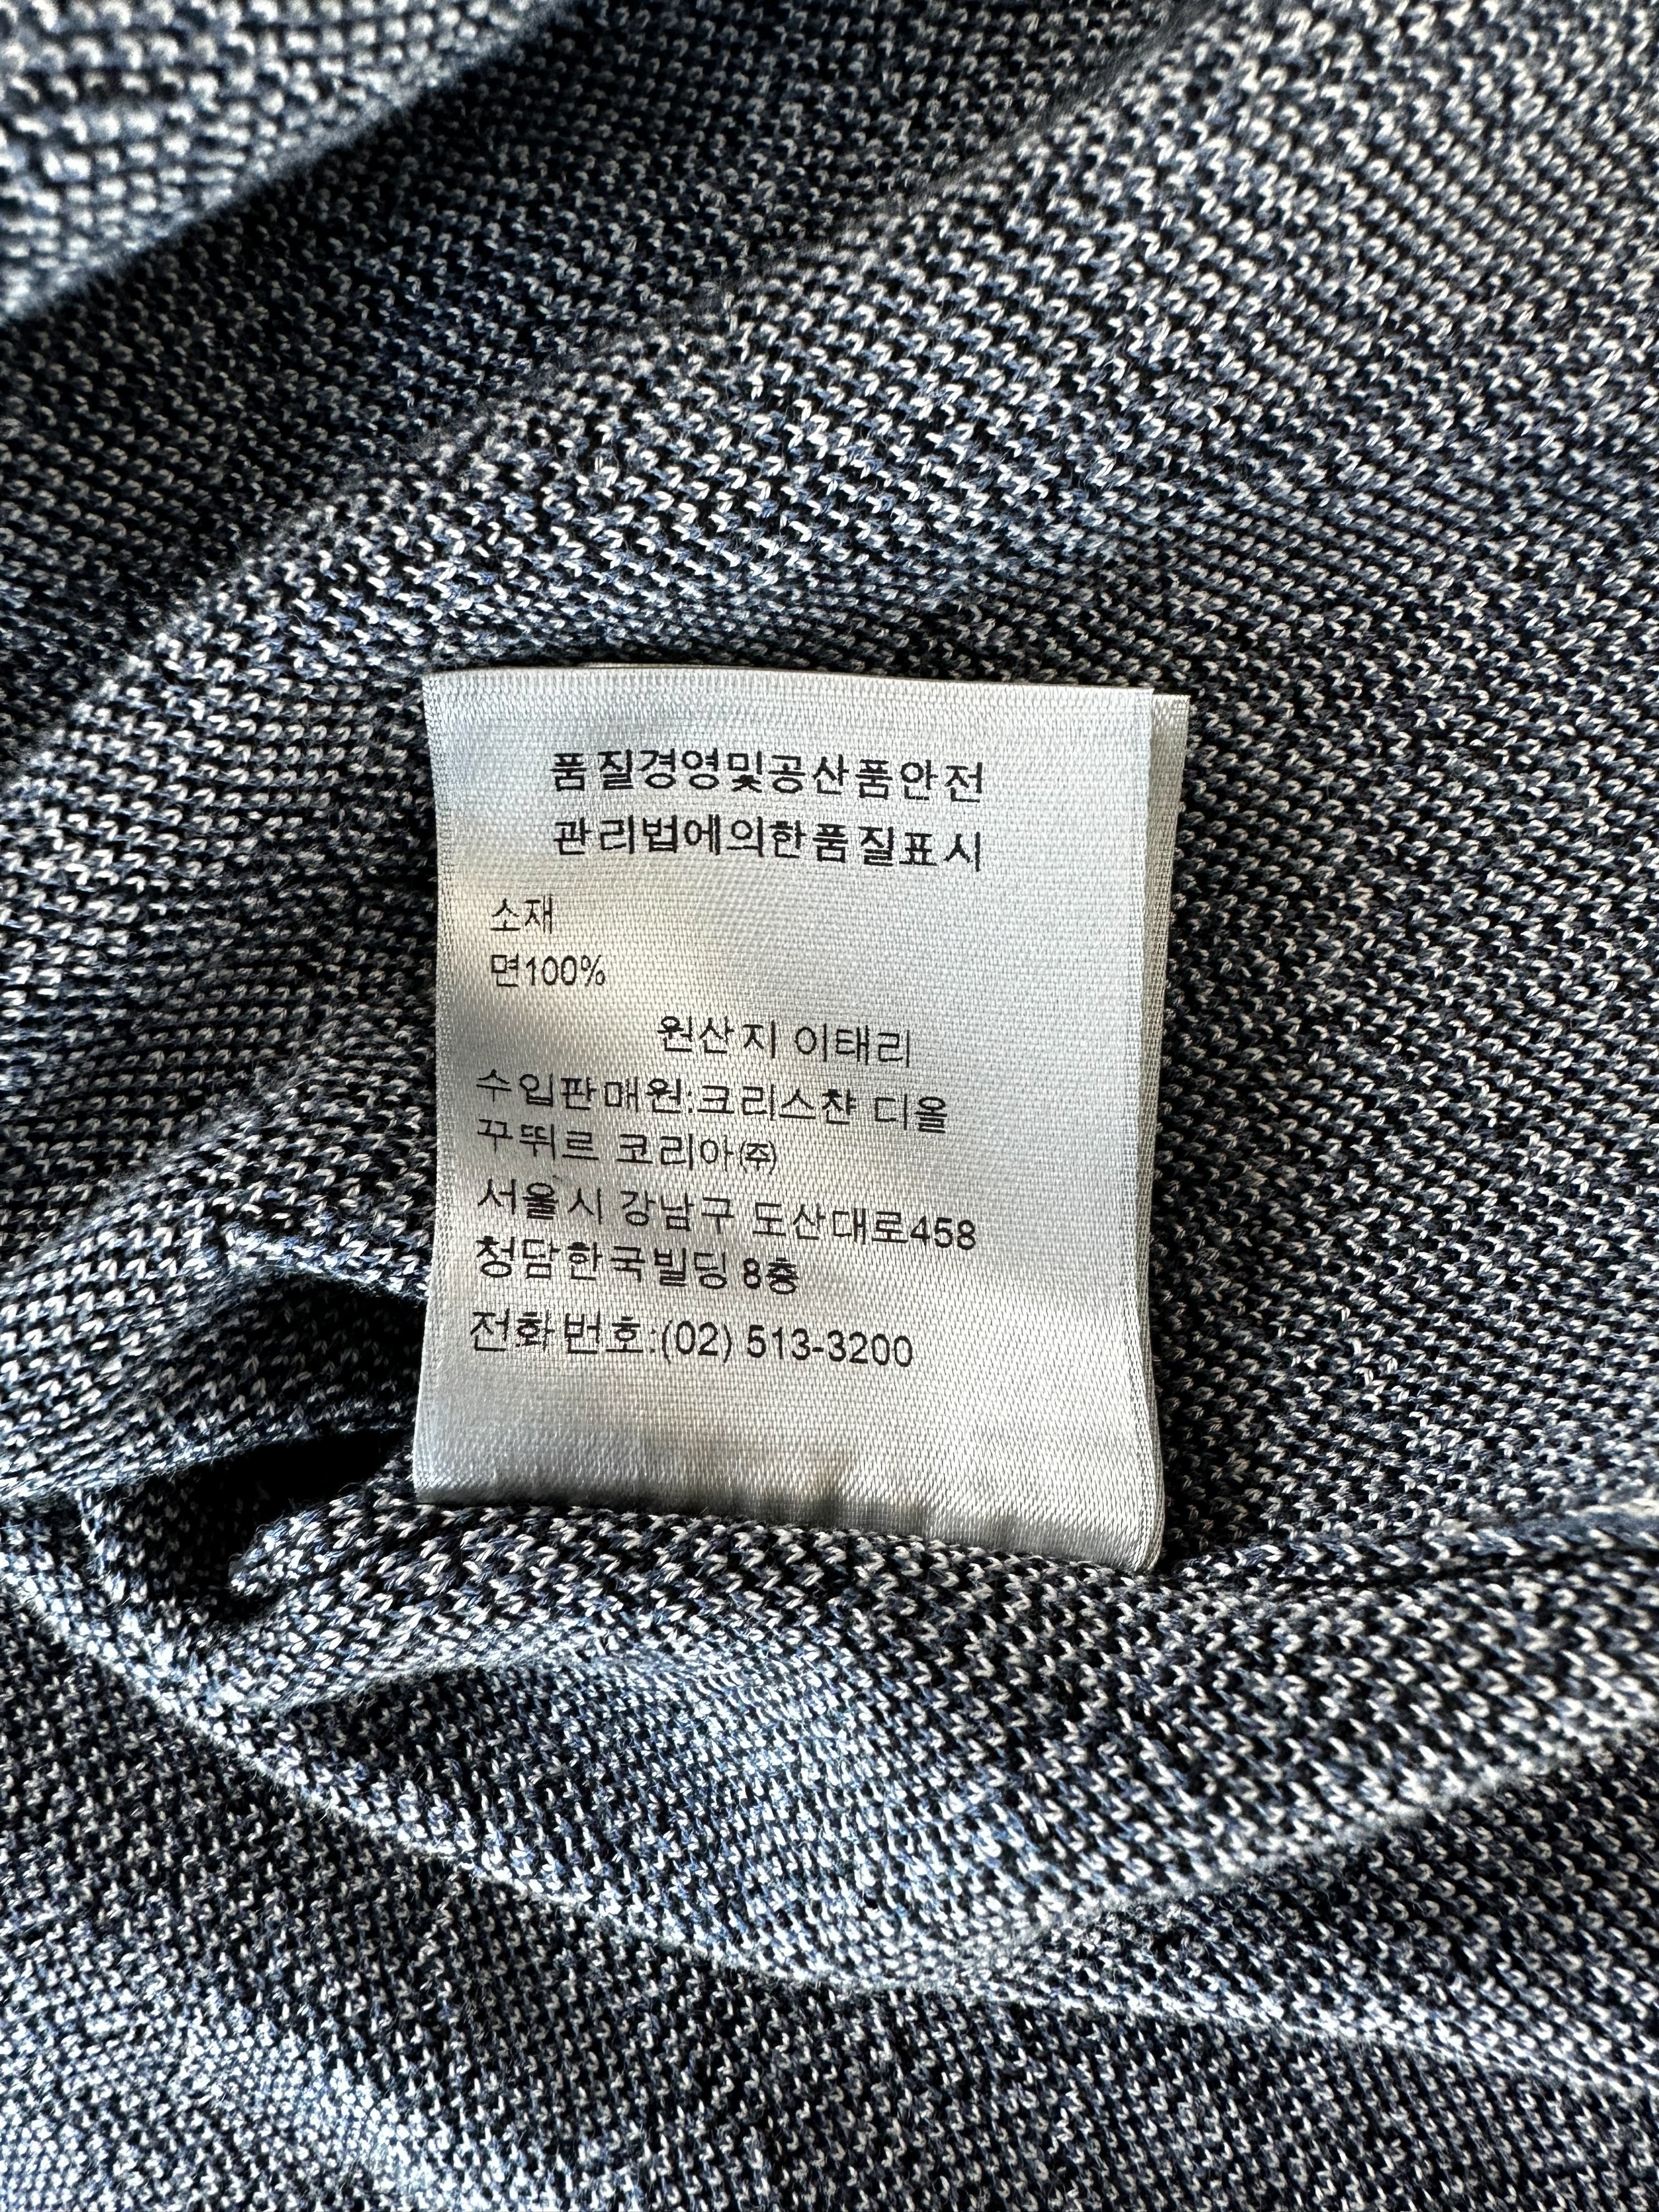 품질경영및공산품안전
관리법에의한품질표시
소재
면100%
원산지 이태리
수입판매원:크리스챤 디올
꾸뛰르 코리아㈜
서울시 강남구 도산대로458
청담한국빌딩 8층
전화번호:(02) 513-3200